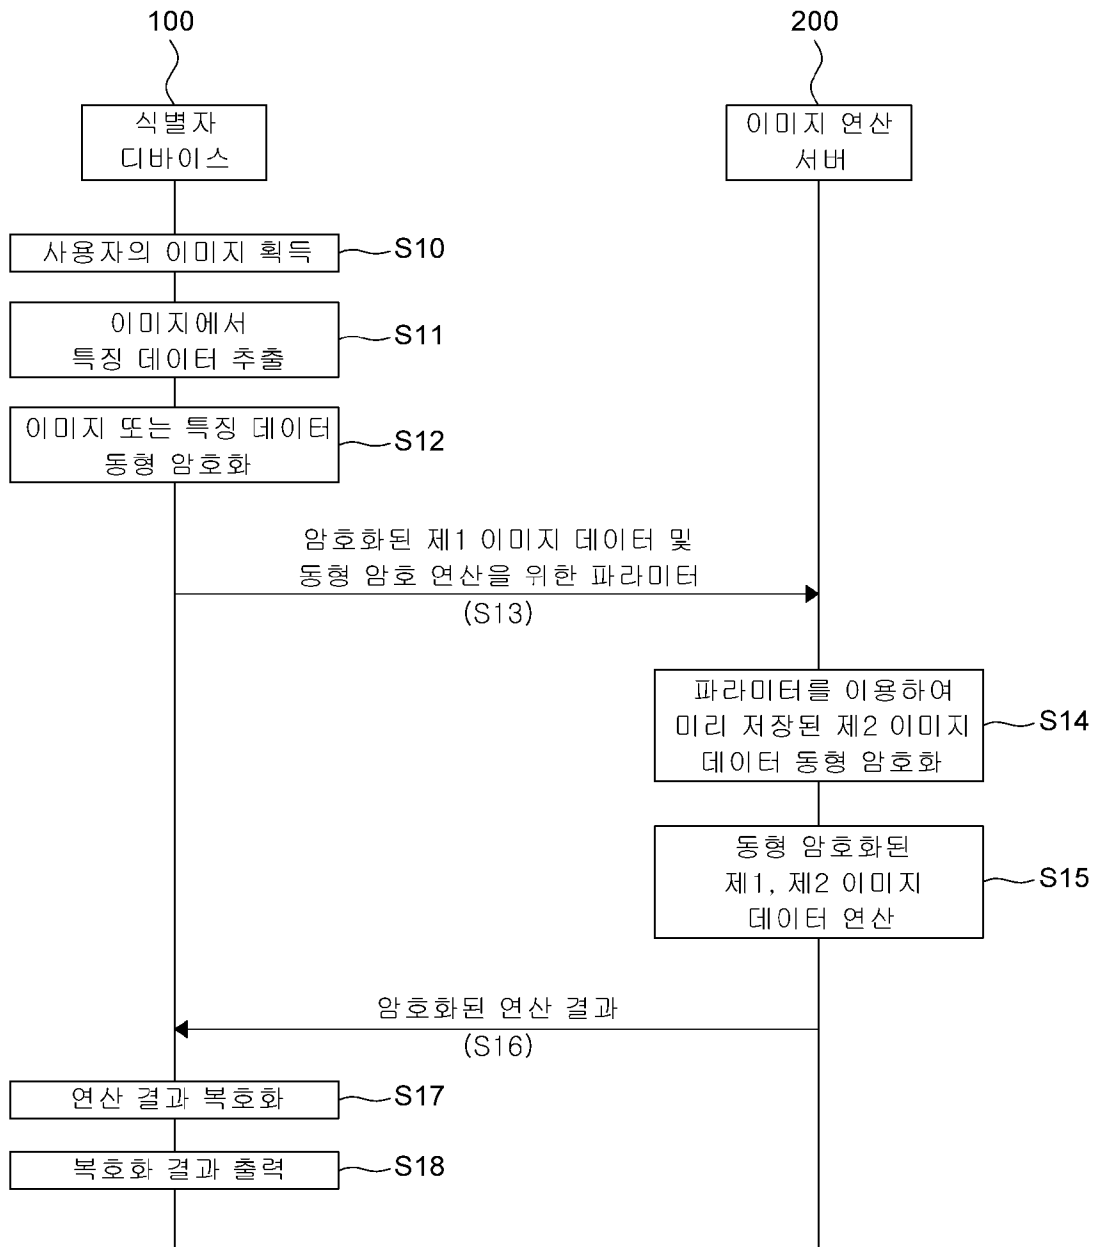 100
200
식별자
디바이스
이미지 연산
서버
사용자의 이미지 획득
S10
이미지에서
특징 데이터 추출
S11
이미지 또는 특징 데이터
동형 암호화
S12
암호화된 제1 이미지 데이터 및
동형 암호 연산을 위한 파라미터
(S13)
파라미터를 이용하여
미리 저장된 제2 이미지
데이터 동형 암호화
S14
동형 암호화된
제1, 제2 이미지
데이터 연산
S15
암호화된 연산 결과
(S16)
연산 결과 복호화
S17
복호화 결과 출력
S18